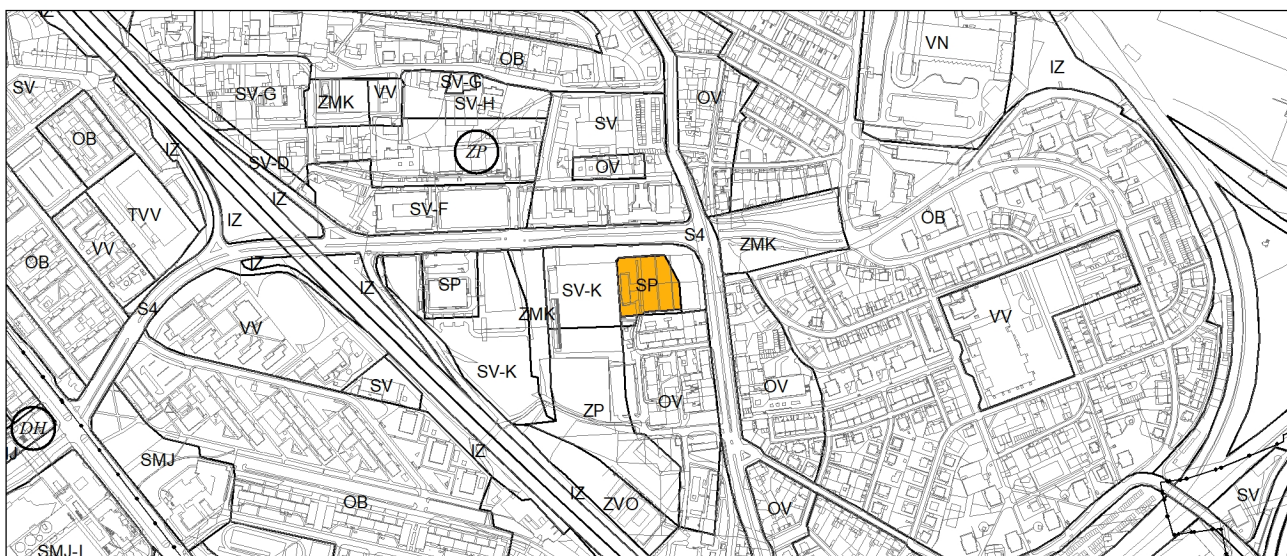 IZ
VN
OB
IZ
SV
SV-G
VV
SV-G
ZMK
SV-H
OV
SV
OB
IZ
ZP
SV-D
OV
IZ
TVV
SV-F
OB
IZ
S4
ZMK
VV
OB
IZ
IZ
SP
SV-K
SP
S4
ZMK
VV
VV
SV-K
SV
OV
OV
ZP
DH
SMJ
IZ
OB
IZ
ZVO
OV
SV
SMJ-I